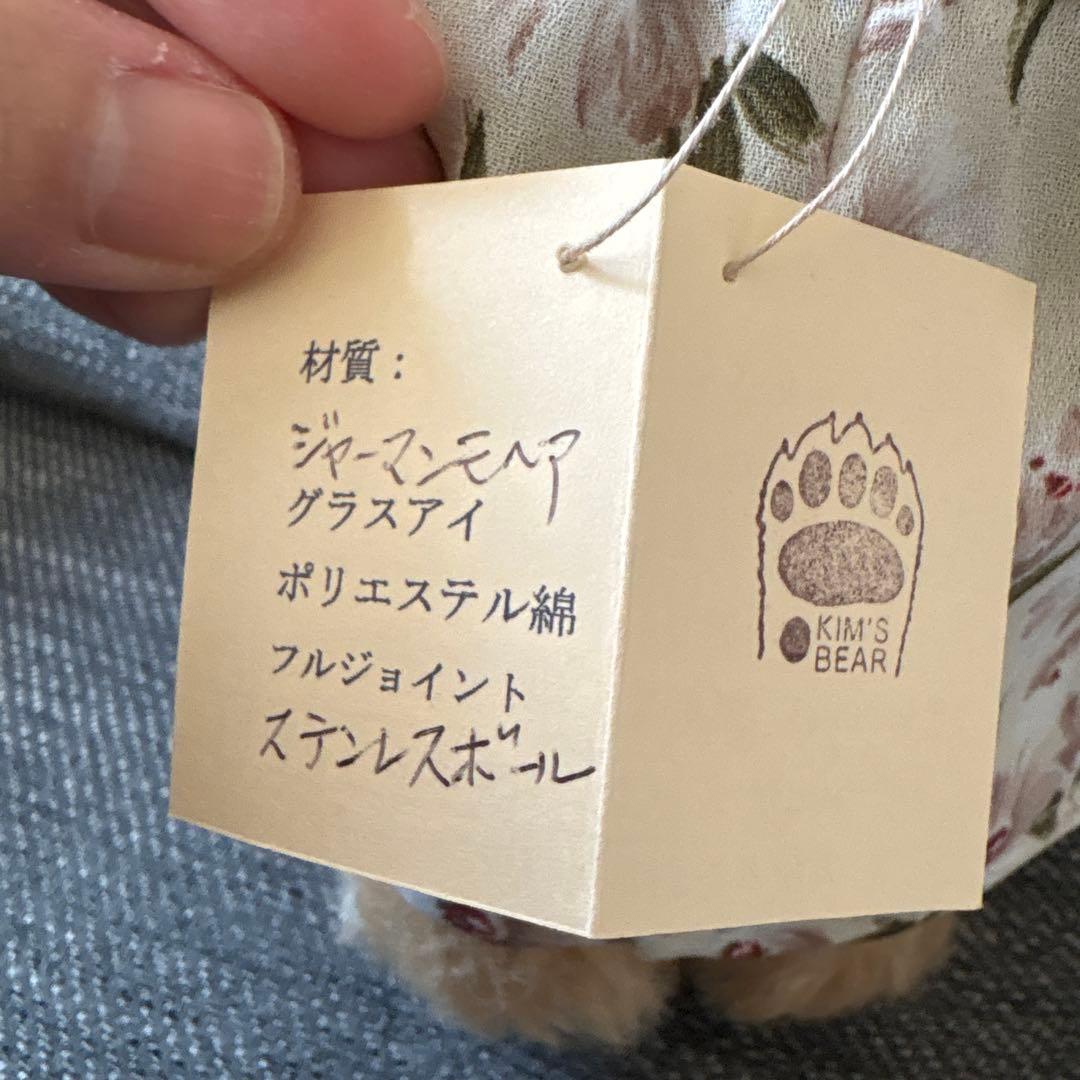 材質：
ジャーマンモヘア
グラスアイ
ポリエステル綿
フルジョイント
ステンレスボール
KIM'S
BEAR